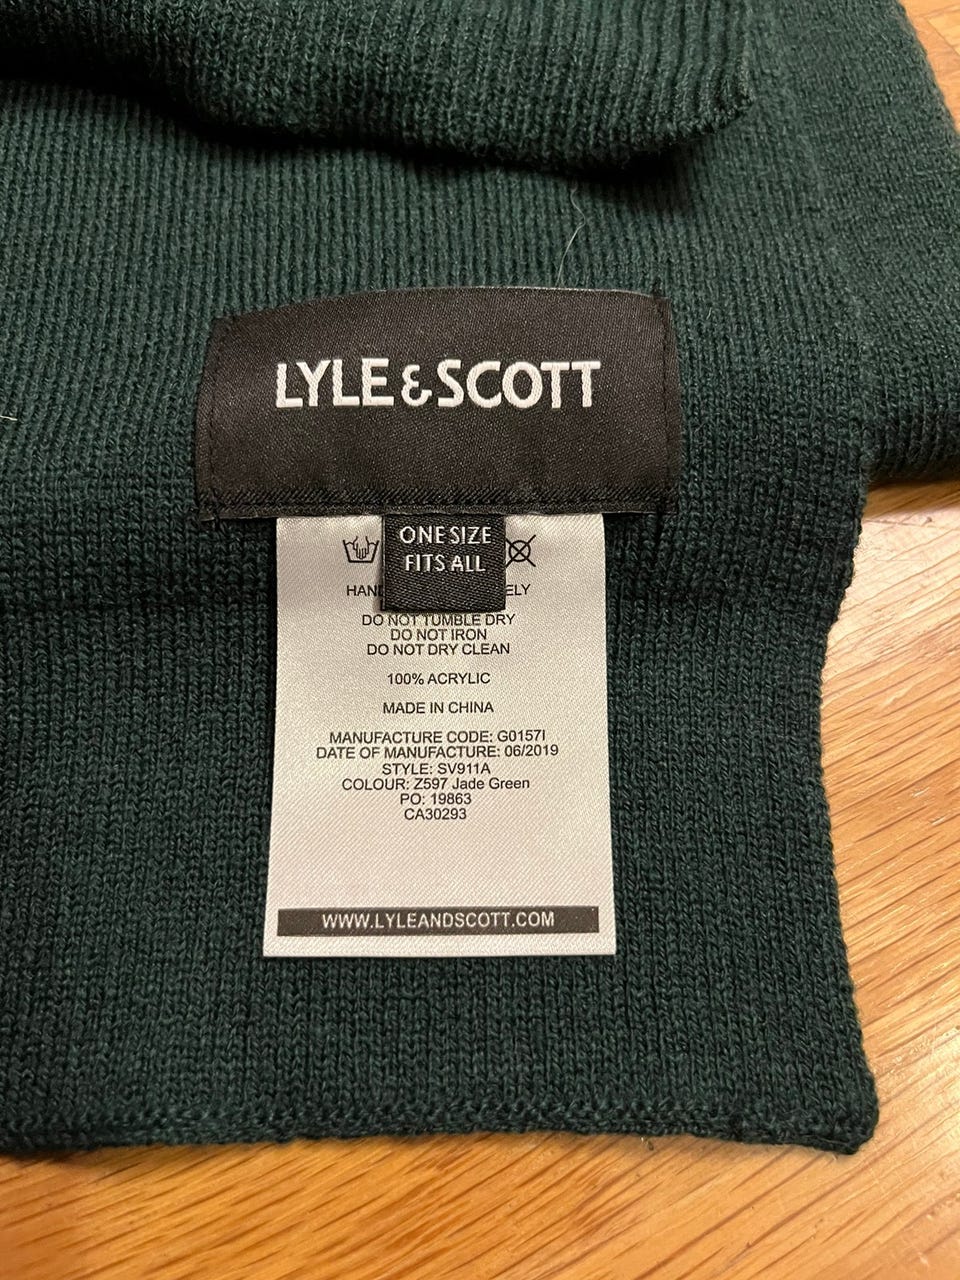 LYLE & SCOTT
ONE SIZE
FITS ALL
DO NOT TUMBLE DRY
DO NOT IRON
DO NOT DRY CLEAN
100% ACRYLIC
MADE IN CHINA
MANUFACTURE CODE: G0157I
DATE OF MANUFACTURE: 06/2019
STYLE: SV911A
COLOUR: Z597 Jade Green
PO: 19863
CA30293
WWW.LYLEANDSCOTT.COM